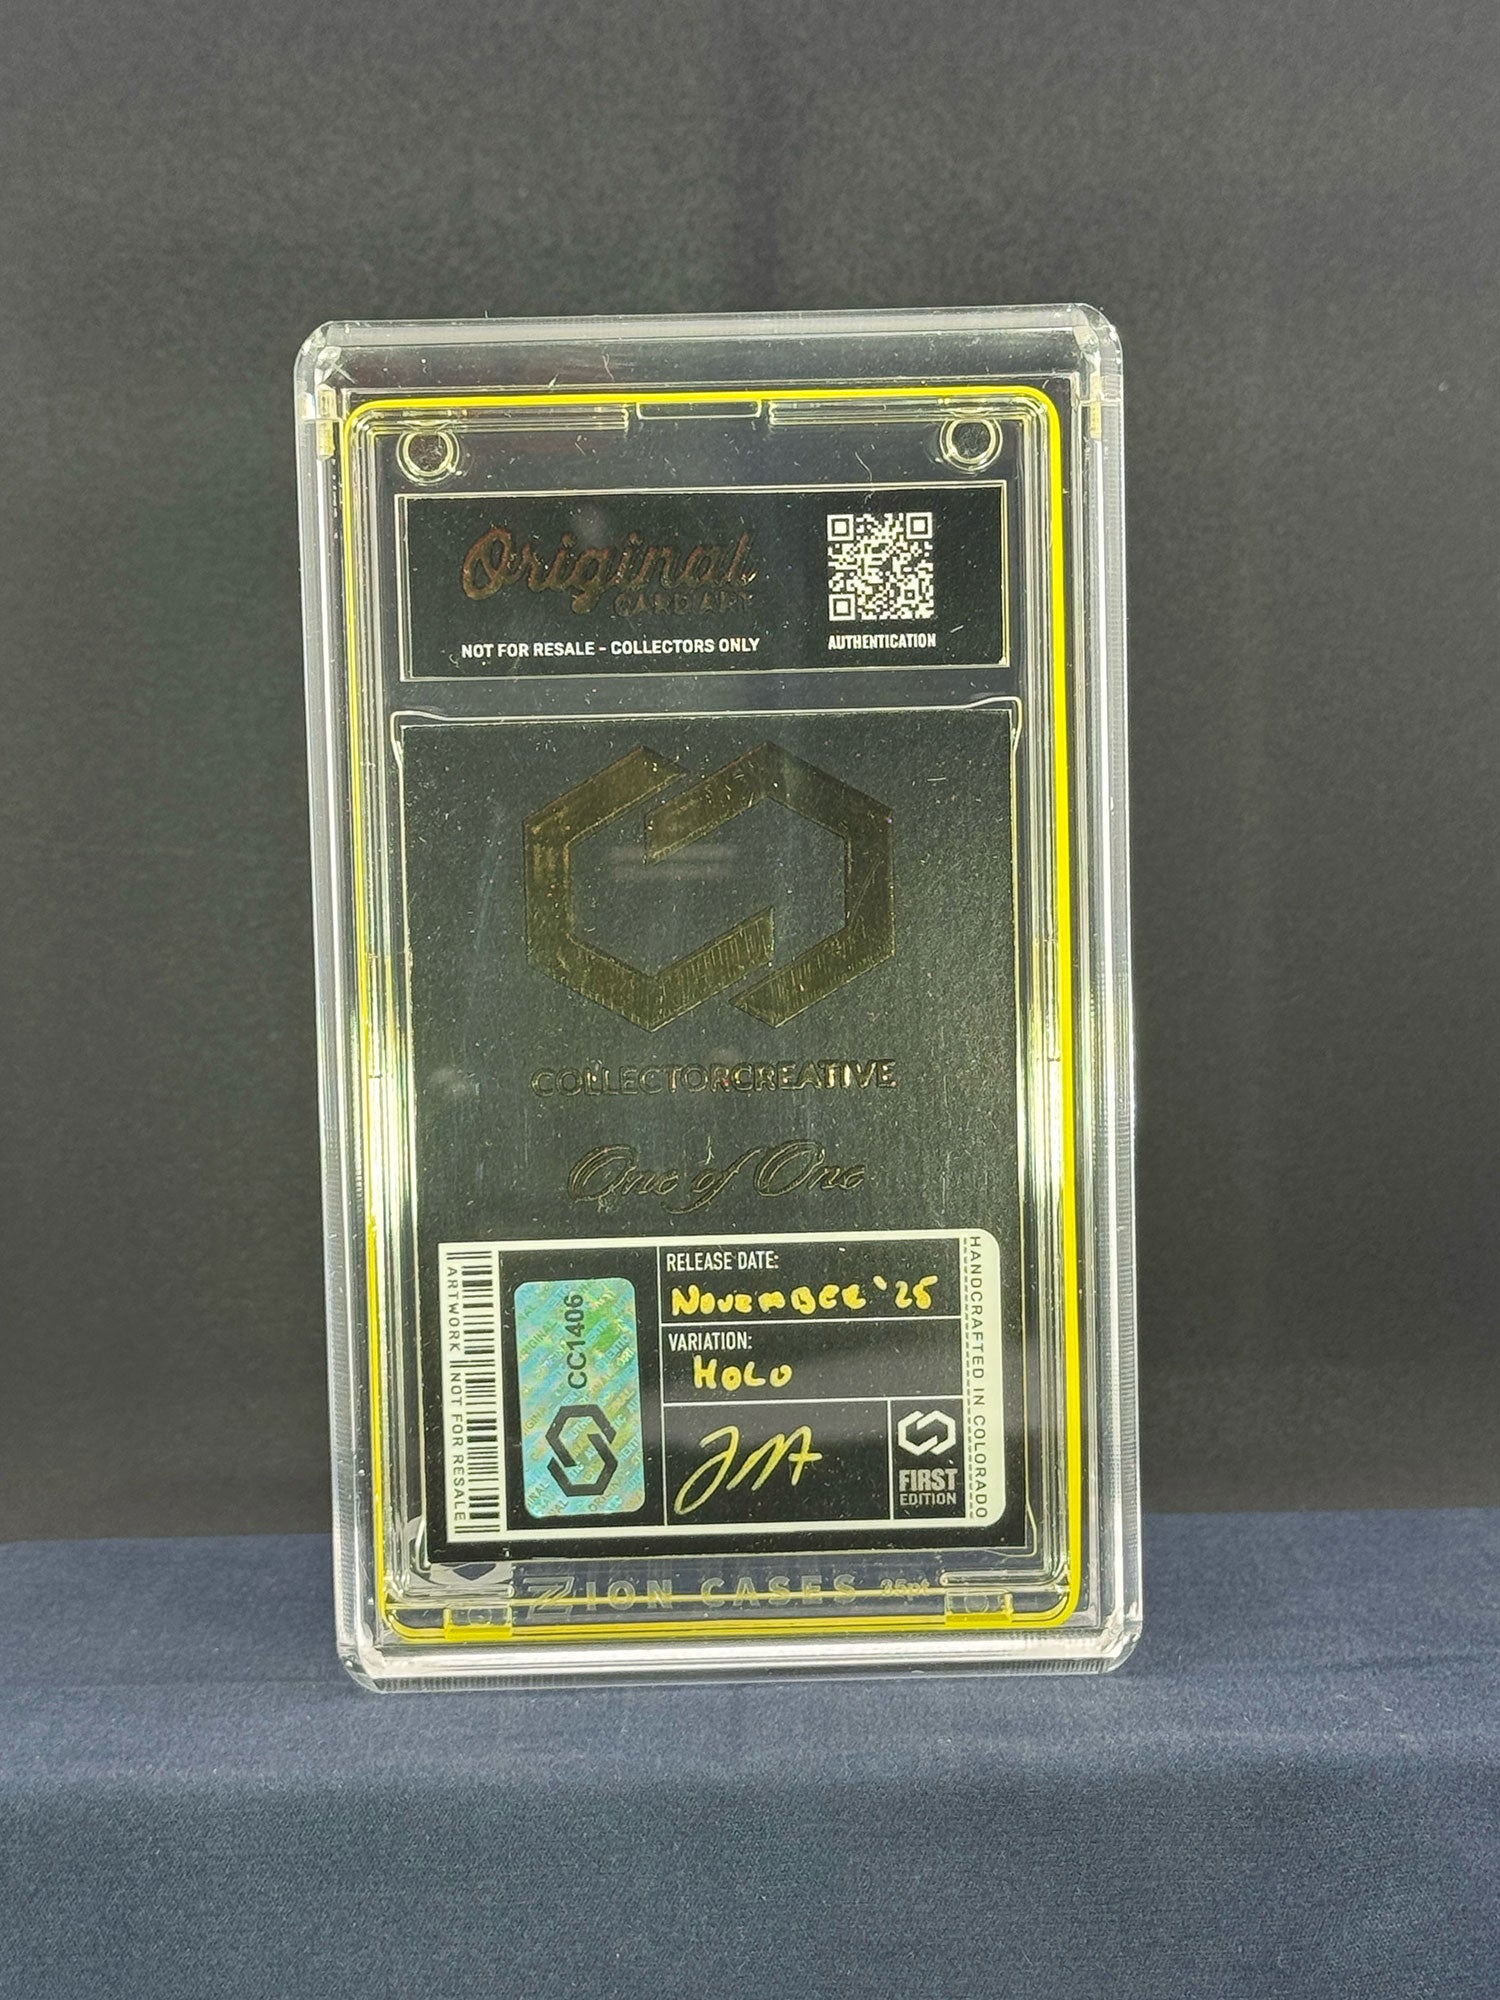 Original
CARD ART
NOT FOR RESALE - COLLECTORS ONLY
AUTHENTICATION
COLLECTORCREATIVE
One of One
ARTWORK NOT FOR RESALE
CC1406
RELEASE DATE:
NOVEMBER '25
VARIATION:
HOLO
FIRST
EDITION
HANDCRAFTED IN COLORADO
ZION CASES 35pt